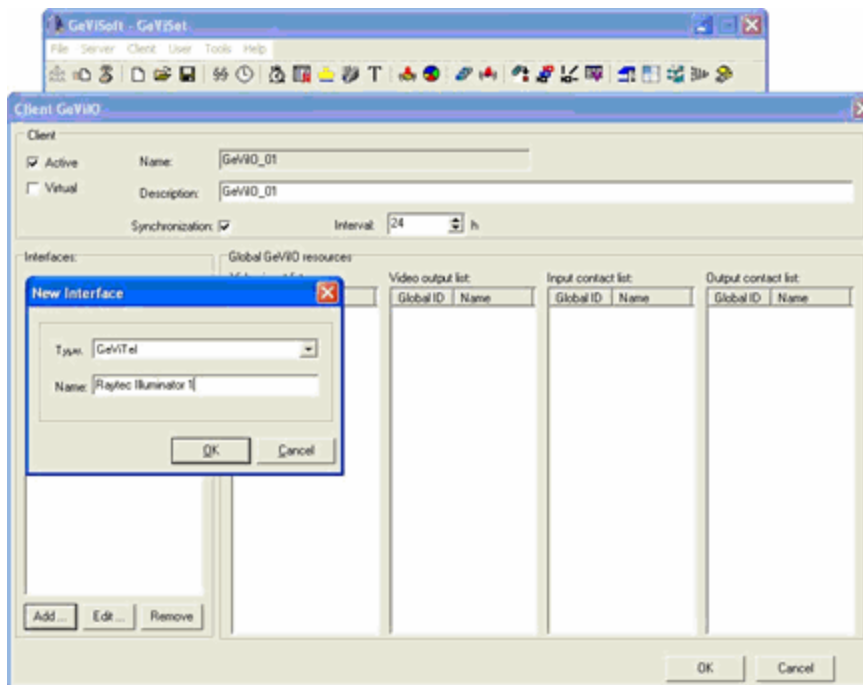 GeViSoft - GeViSet
File Server Client User Tools Help
Client GeViIO
Client
Active
Name: GeViIO_01
Virtual
Description: GeViIO_01
Synchronization:
Interval: 24 h
Interfaces:
Global GeViIO resources
Video output list:
Input contact list:
Output contact list:
Global ID Name
Global ID Name
Global ID Name
New Interface
Type: GeViTel
Name: Raytec Illuminator 1
OK Cancel
Add... Edit... Remove
OK Cancel